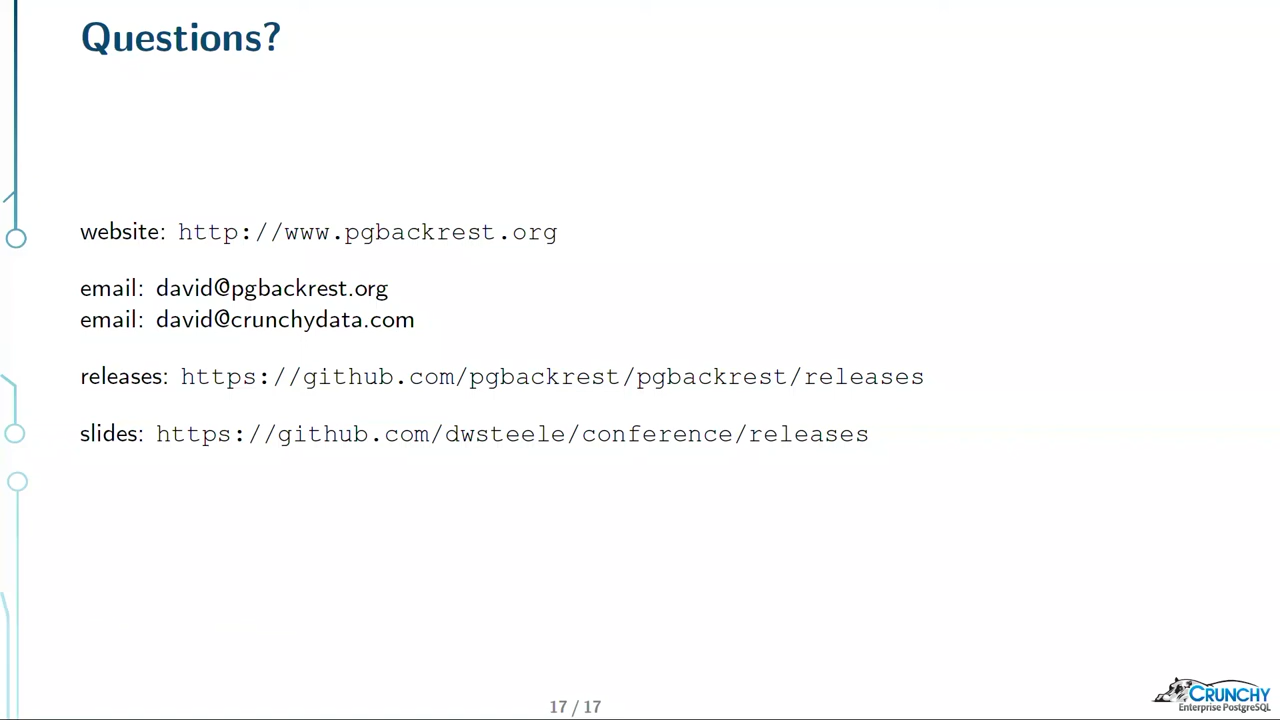 Questions?
website: http://www.pgbackrest.org
email: david@pgbackrest.org
email: david@crunchydata.com
releases: https://github.com/pgbackrest/pgbackrest/releases
slides: https://github.com/dwsteele/conference/releases
17 / 17
CRUNCHY
Enterprise PostgreSQL